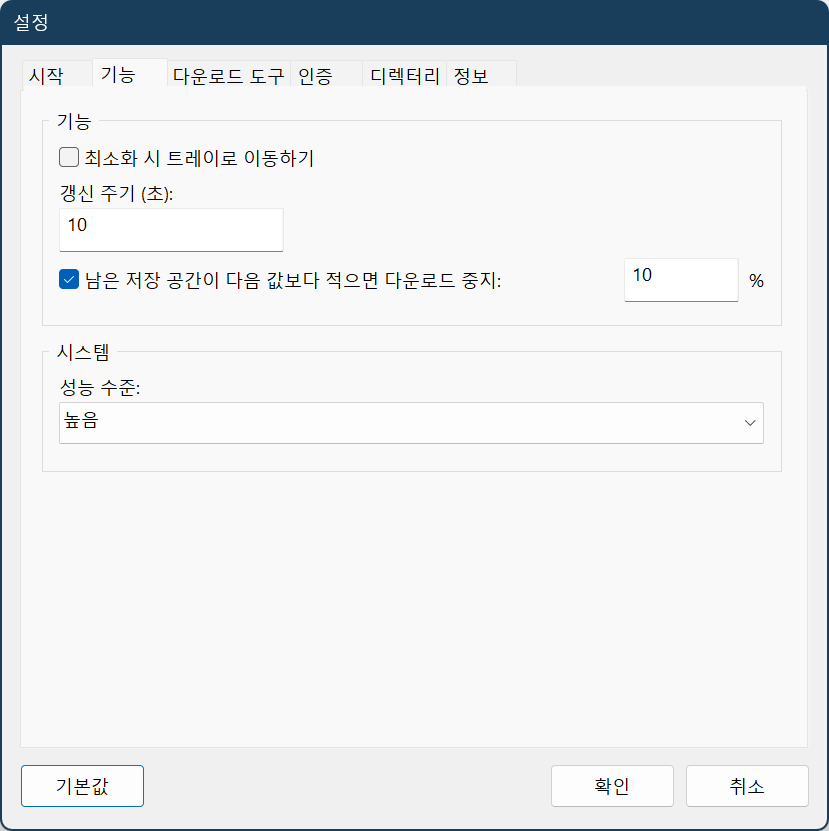 설정
시작 기능 다운로드 도구 인증 디렉터리 정보
기능
최소화 시 트레이로 이동하기
갱신 주기 (초):
10
남은 저장 공간이 다음 값보다 적으면 다운로드 중지: 10 %
시스템
성능 수준:
높음
기본값 확인 취소